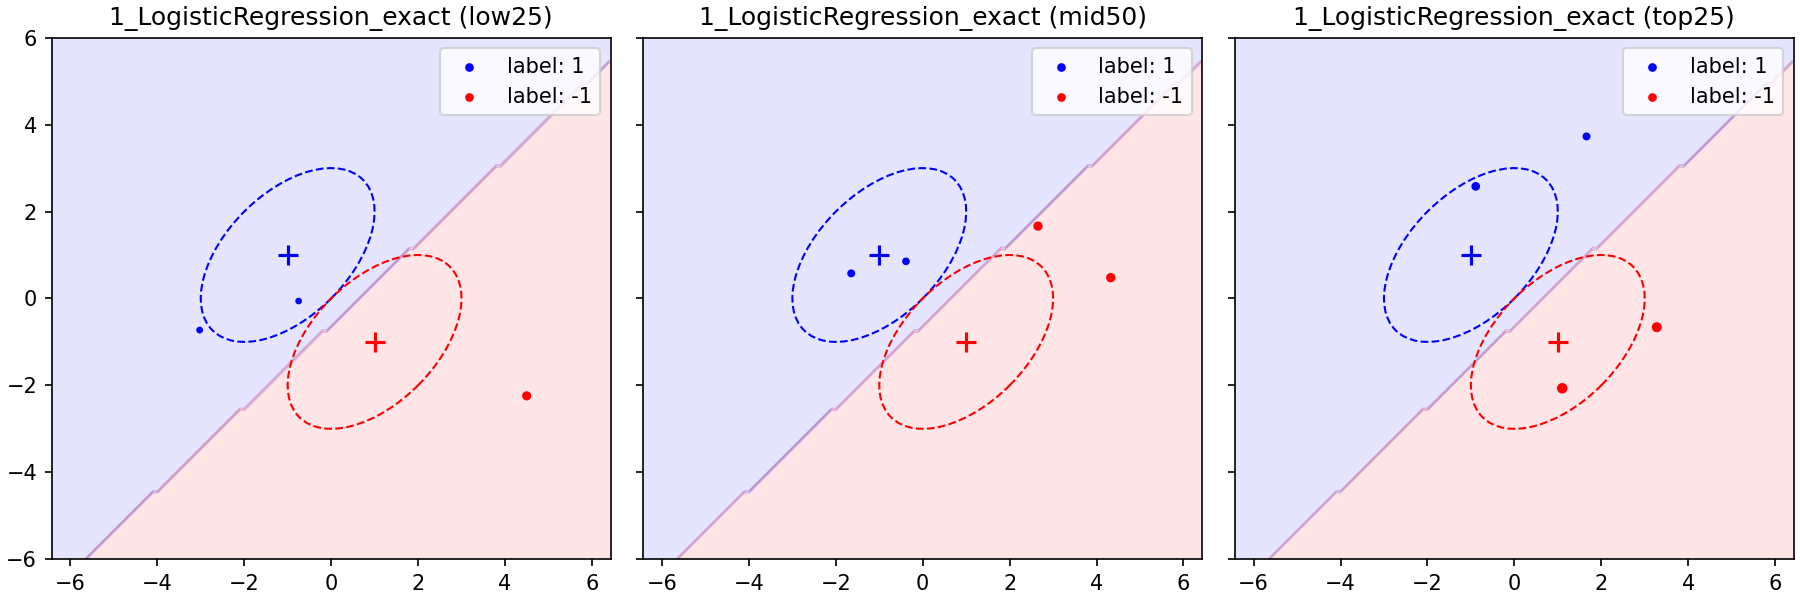 1_LogisticRegression_exact (low25)
label: 1
label: -1
6
4
2
0
−2
−4
−6
−6 −4 −2 0 2 4 6
1_LogisticRegression_exact (mid50)
label: 1
label: -1
−6 −4 −2 0 2 4 6
1_LogisticRegression_exact (top25)
label: 1
label: -1
−6 −4 −2 0 2 4 6